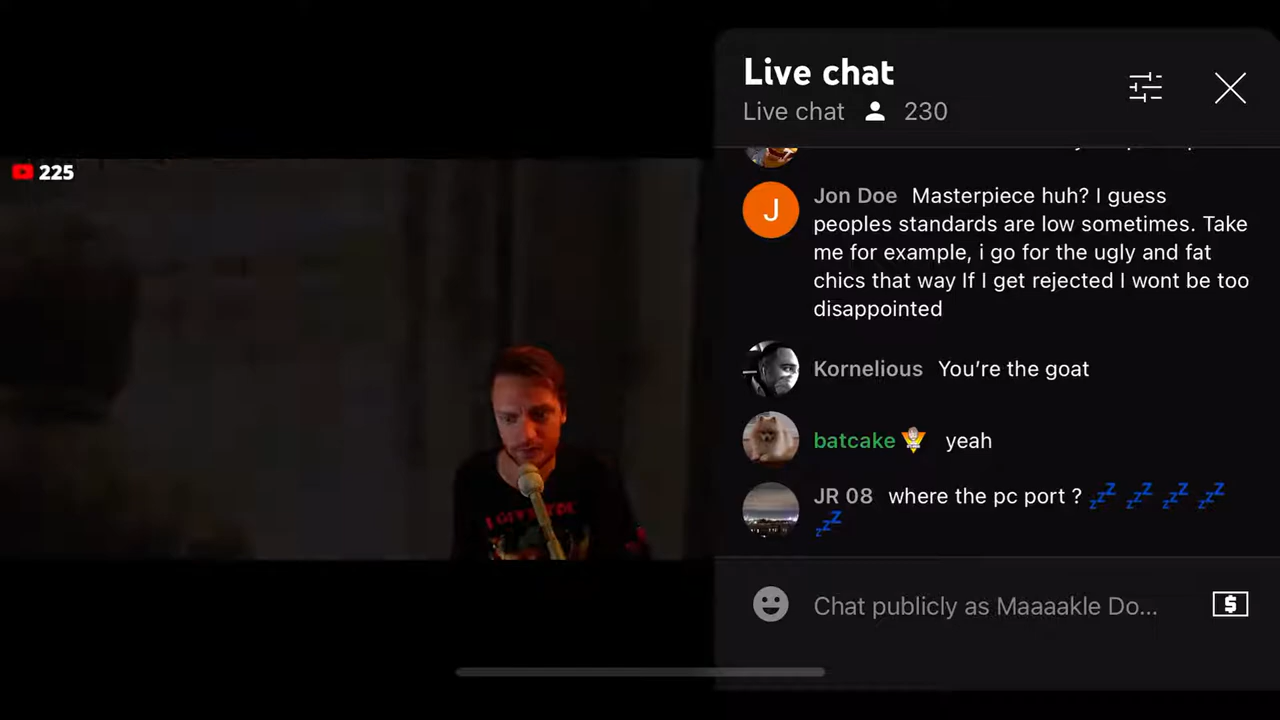 Live chat
Live chat 230
225
Jon Doe Masterpiece huh? I guess
peoples standards are low sometimes. Take
me for example, i go for the ugly and fat
chics that way If I get rejected I wont be too
disappointed
Kornelious You’re the goat
batcake yeah
JR 08 where the pc port ?
Chat publicly as Maaaakle Do...